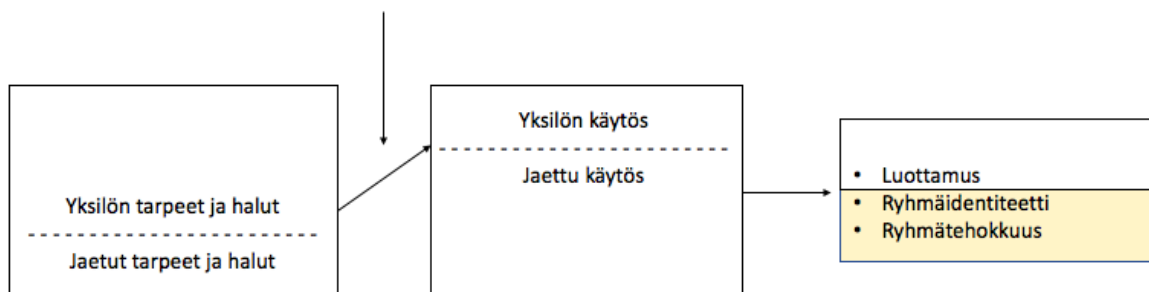 Yksilön tarpeet ja halut
Jaetut tarpeet ja halut
Yksilön käytös
Jaettu käytös
• Luottamus
• Ryhmäidentiteetti
• Ryhmätehokkuus